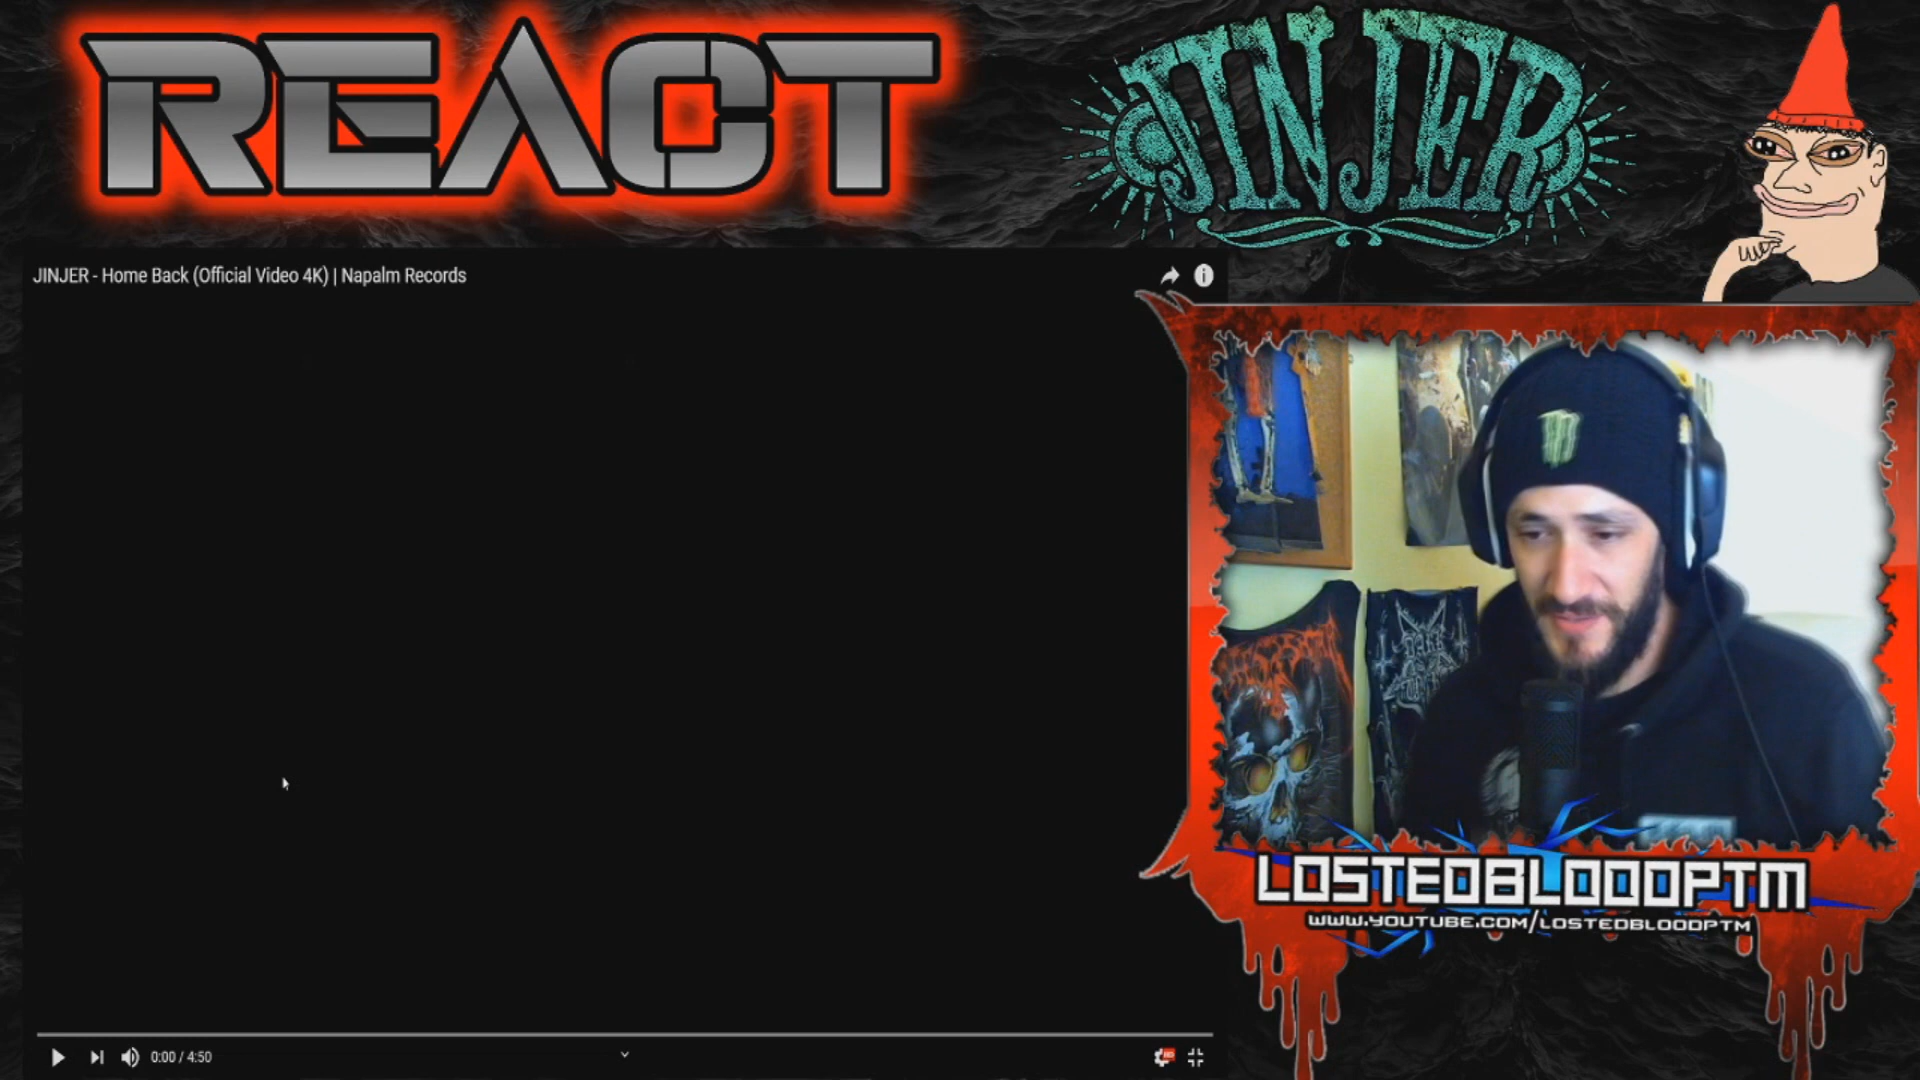 REACT
JINJER
JINJER - Home Back (Official Video 4K) | Napalm Records
0:00 / 4:50
HD
LOSTEDBLOODPTM
WWW.YOUTUBE.COM/LOSTEDBLOODPTM